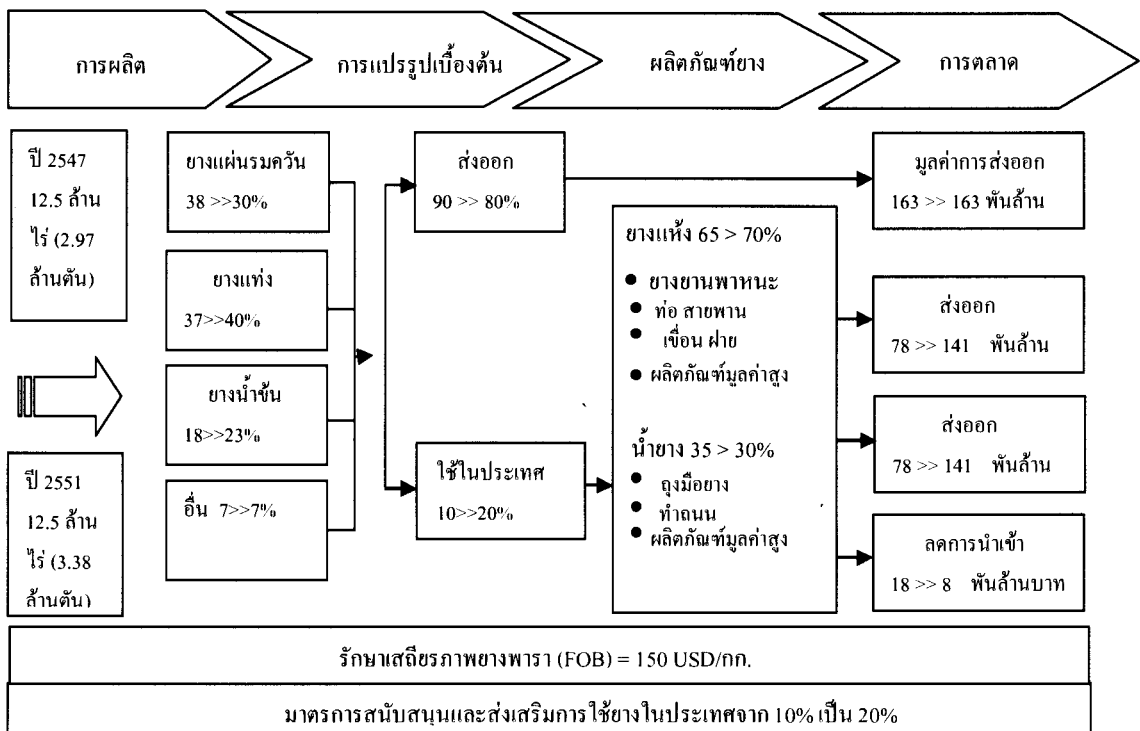 การผลิต
การแปรรูปเบื้องต้น
ผลิตภัณฑ์ยาง
การตลาด
ปี 2547
12.5 ล้าน
ไร่ (2.97
ล้านตัน)
ปี 2551
12.5 ล้าน
ไร่ (3.38
ล้านตัน)
ยางแผ่นรมควัน
38 >>30%
ยางแท่ง
37>>40%
ยางน้ำข้น
18>>23%
อื่น 7>>7%
ส่งออก
90 >> 80%
ใช้ในประเทศ
10>>20%
ยางแห้ง 65 > 70%
● ยางยานพาหนะ
● ท่อ สายพาน
● เขื่อน ฝาย
● ผลิตภัณฑ์มูลค่าสูง
น้ำยาง 35 > 30%
● ถุงมือยาง
● ทำถนน
● ผลิตภัณฑ์มูลค่าสูง
มูลค่าการส่งออก
163 >> 163 พันล้าน
ส่งออก
78 >> 141 พันล้าน
ส่งออก
78 >> 141 พันล้าน
ลดการนำเข้า
18 >> 8 พันล้านบาท
รักษาเสถียรภาพยางพารา (FOB) = 150 USD/กก.
มาตรการสนับสนุนและส่งเสริมการใช้ยางในประเทศจาก 10% เป็น 20%